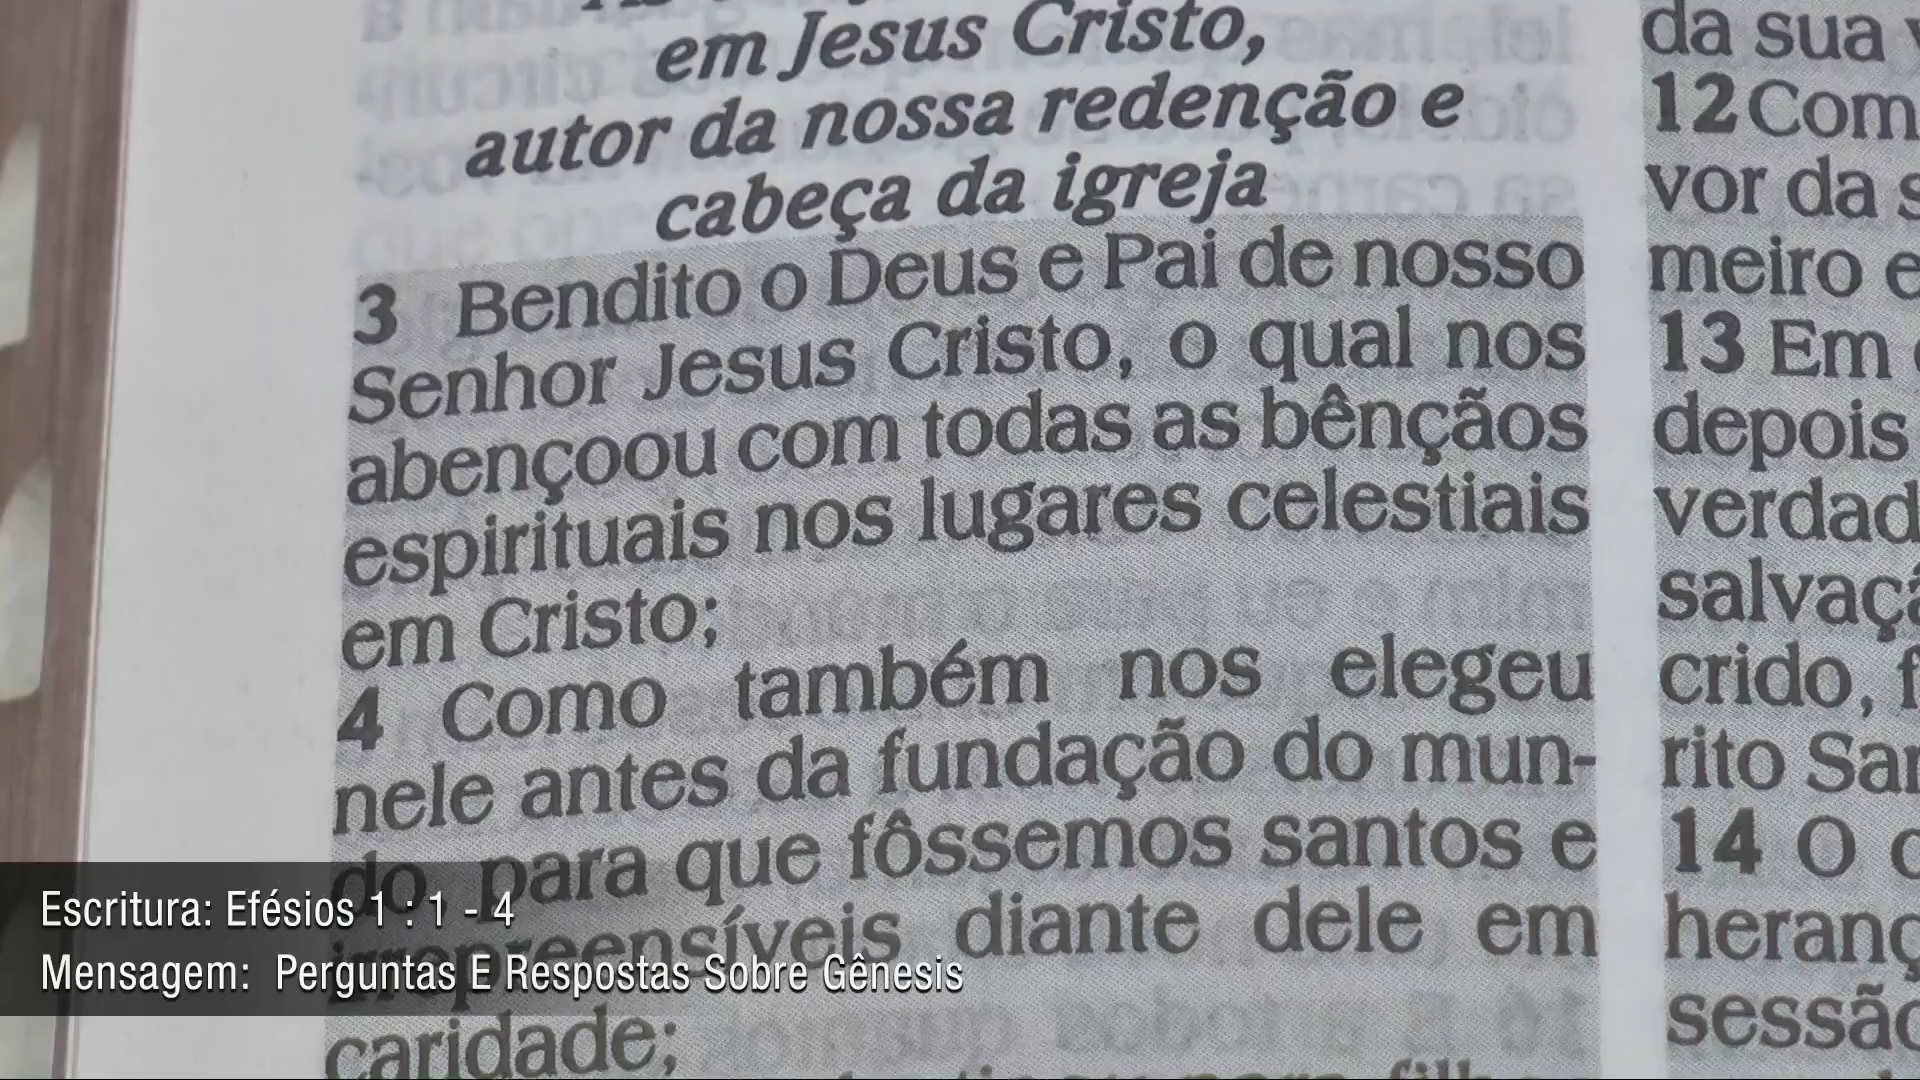 em Jesus Cristo,
autor da nossa redenção e
cabeça da igreja
3 Bendito o Deus e Pai de nosso
Senhor Jesus Cristo, o qual nos
abençoou com todas as bênçãos
espirituais nos lugares celestiais
em Cristo;
4 Como também nos elegeu
nele antes da fundação do mun-
do, para que fôssemos santos e
irrepreensíveis diante dele em
caridade;
da sua
12 Com
vor da s
meiro e
13 Em
depois
verdad
salvaçã
crido, f
rito San
14 O
heranç
sessão
Escritura: Efésios 1 : 1 - 4
Mensagem: Perguntas E Respostas Sobre Gênesis